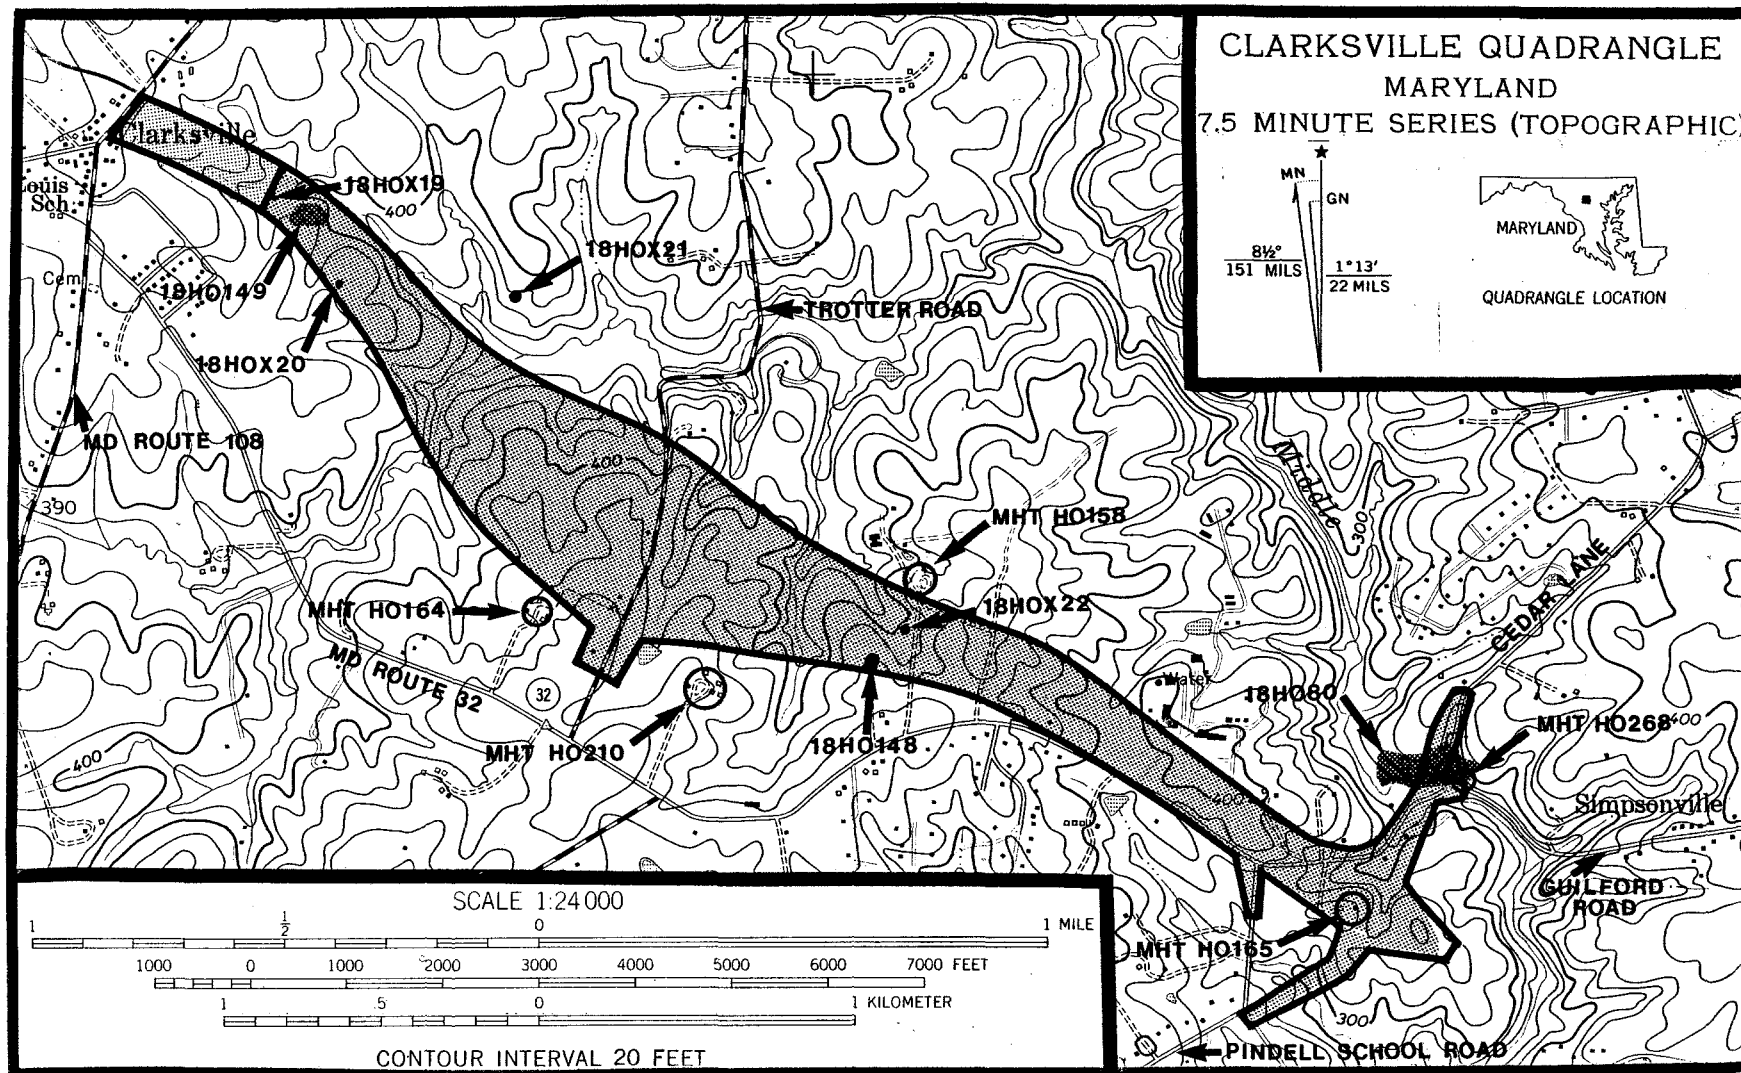 CLARKSVILLE QUADRANGLE
MARYLAND
7.5 MINUTE SERIES (TOPOGRAPHIC)
MN
GN
8½°
151 MILS
1°13'
22 MILS
MARYLAND
QUADRANGLE LOCATION
Clarksville
ouis
Sch
18HOX19
400
18HOX21
Cem
18HO149
TROTTER ROAD
18HOX20
MD ROUTE 108
400
390
Middle
300
MHT HO158
CEDAR LANE
18HOX22
MHT HO164
MD ROUTE 32
32
Water
18HO80
MHT HO268
400
MHT HO210
18HO148
400
400
Simpsonville
GUILFORD
ROAD
MHT HO165
300
PINDELL SCHOOL ROAD
SCALE 1:24 000
1 ½ 0 1 MILE
1000 0 1000 2000 3000 4000 5000 6000 7000 FEET
1 .5 0 1 KILOMETER
CONTOUR INTERVAL 20 FEET